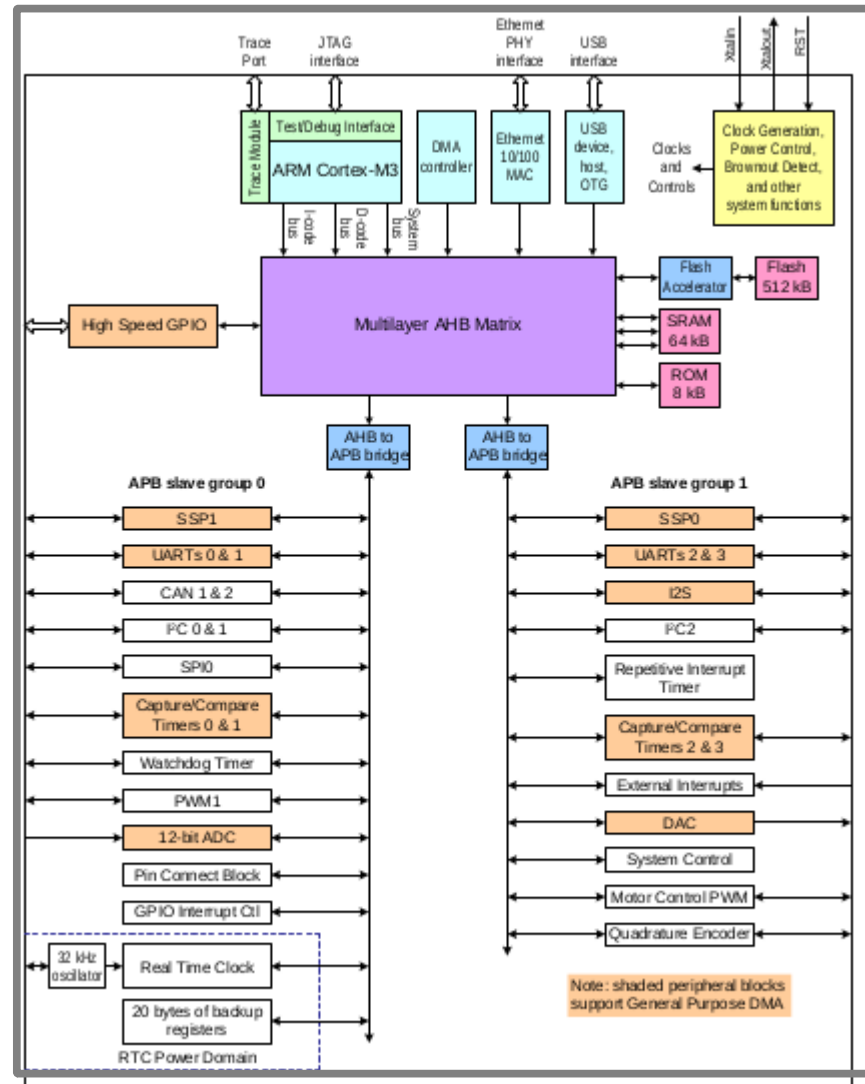 Trace
Port
JTAG
interface
Ethernet
PHY
interface
USB
interface
Xtalin
Xtalout
RST
Trace Module
Test/Debug Interface
ARM Cortex-M3
DMA
controller
Ethernet
10/100
MAC
USB
device,
host,
OTG
Clocks
and
Controls
Clock Generation,
Power Control,
Brownout Detect,
and other
system functions
I-code
bus
D-code
bus
System
bus
High Speed GPIO
Multilayer AHB Matrix
Flash
Accelerator
Flash
512 kB
SRAM
64 kB
ROM
8 kB
AHB to
APB bridge
AHB to
APB bridge
APB slave group 0
SSP1
UARTs 0 & 1
CAN 1 & 2
I²C 0 & 1
SPI0
Capture/Compare
Timers 0 & 1
Watchdog Timer
PWM1
12-bit ADC
Pin Connect Block
GPIO Interrupt Ctl
32 kHz
oscillator
Real Time Clock
20 bytes of backup
registers
RTC Power Domain
APB slave group 1
SSP0
UARTs 2 & 3
I2S
I²C2
Repetitive Interrupt
Timer
Capture/Compare
Timers 2 & 3
External Interrupts
DAC
System Control
Motor Control PWM
Quadrature Encoder
Note: shaded peripheral blocks
support General Purpose DMA